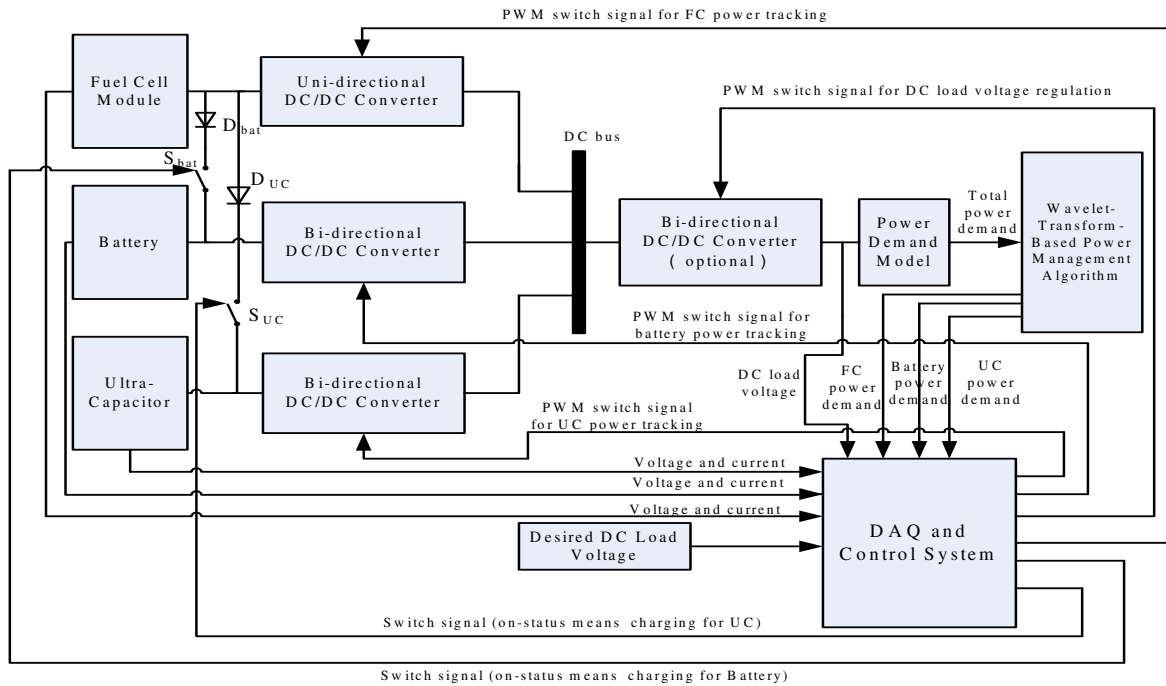 PWM switch signal for FC power tracking
Fuel Cell
Module
Uni-directional
DC/DC Converter
D bat
S bat
D UC
DC bus
PWM switch signal for DC load voltage regulation
Battery
Bi-directional
DC/DC Converter
Bi-directional
DC/DC Converter
( optional )
Power
Demand
Model
Total
power
demand
Wavelet-
Transform-
Based Power
Management
Algorithm
S UC
PWM switch signal for
battery power tracking
Ultra-
Capacitor
Bi-directional
DC/DC Converter
DC load
voltage
FC
power
demand
Battery
power
demand
UC
power
demand
PWM switch signal
for UC power tracking
Voltage and current
Voltage and current
Voltage and current
Desired DC Load
Voltage
DAQ and
Control System
Switch signal (on-status means charging for UC)
Switch signal (on-status means charging for Battery)